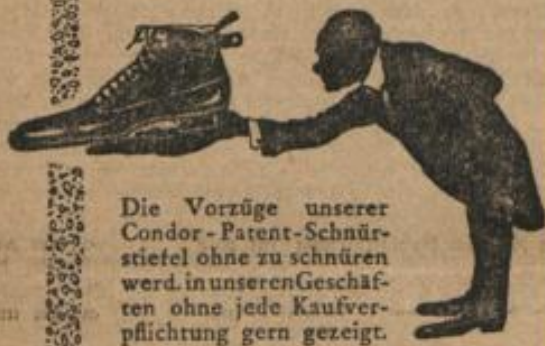 Die Vorzüge unserer
Condor-Patent-Schnür-
stiefel ohne zu schnüren
werd. in unseren Geschäf-
ten ohne jede Kaufver-
pflichtung gern gezeigt.